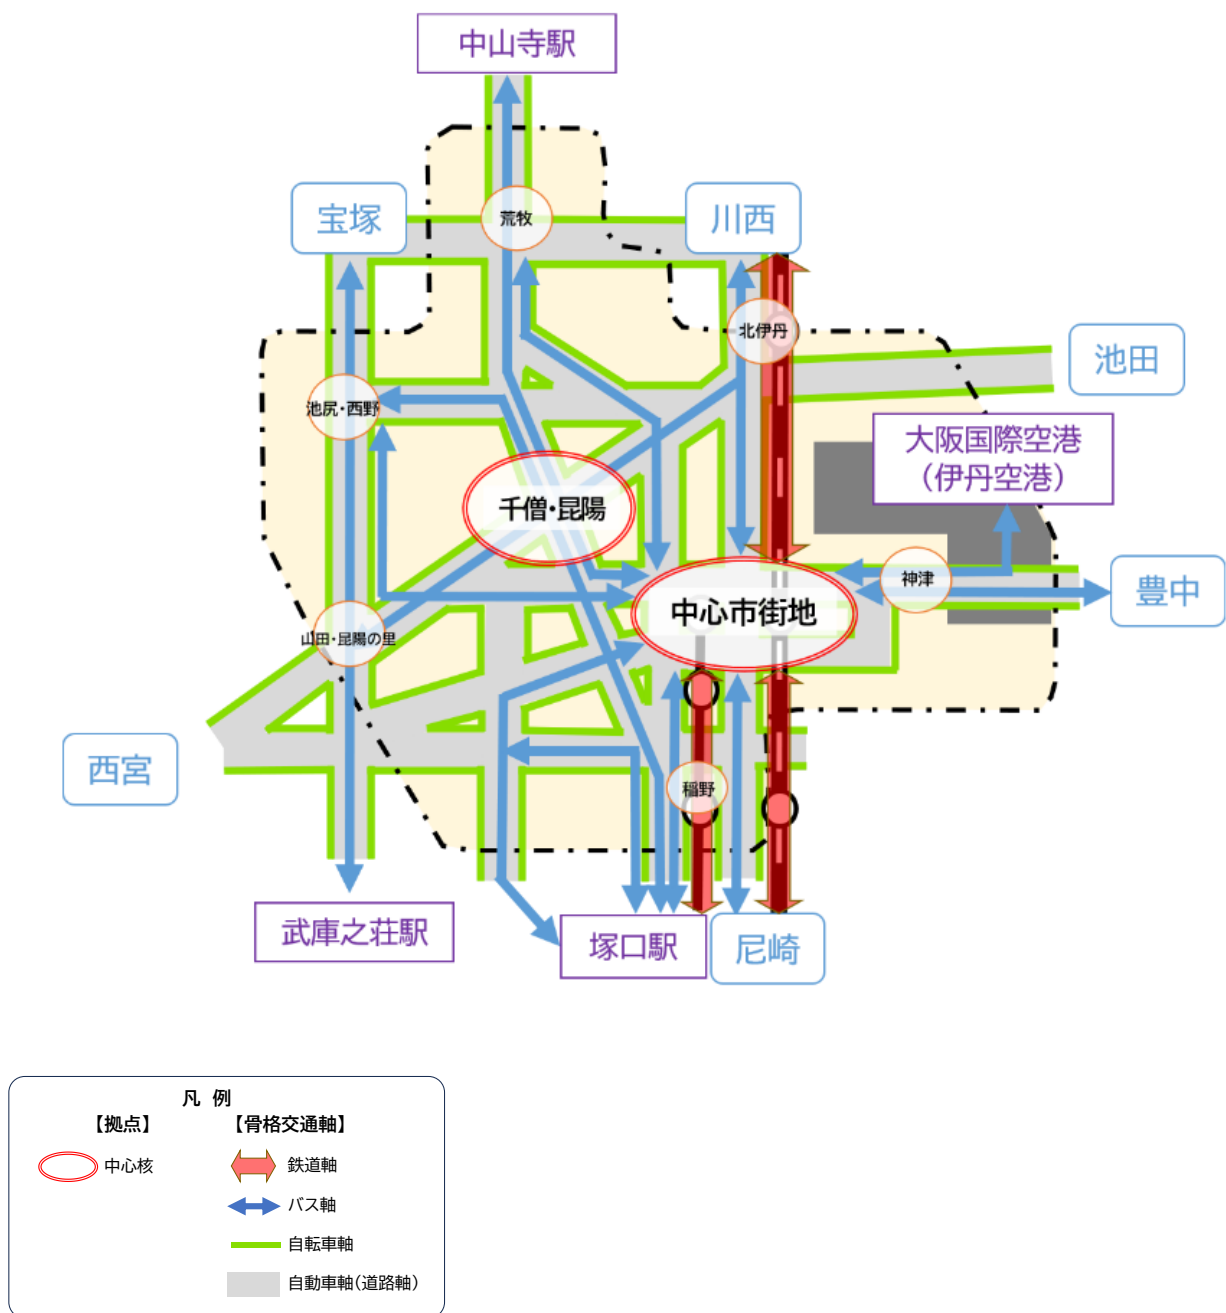 中山寺駅
宝塚
荒牧
川西
北伊丹
池田
池尻・西野
大阪国際空港
（伊丹空港）
千僧・昆陽
神津
豊中
中心市街地
山田・昆陽の里
西宮
稲野
武庫之荘駅
塚口駅
尼崎
凡 例
【拠点】
【骨格交通軸】
中心核
鉄道軸
バス軸
自転車軸
自動車軸（道路軸）